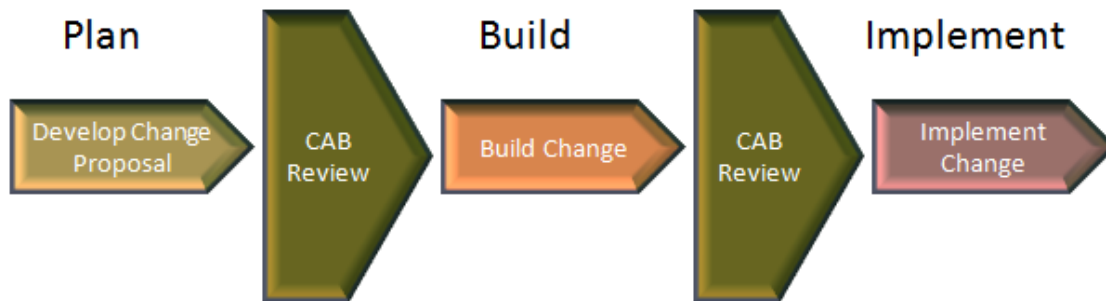 Plan
Build
Implement
Develop Change
Proposal
CAB
Review
Build Change
CAB
Review
Implement
Change